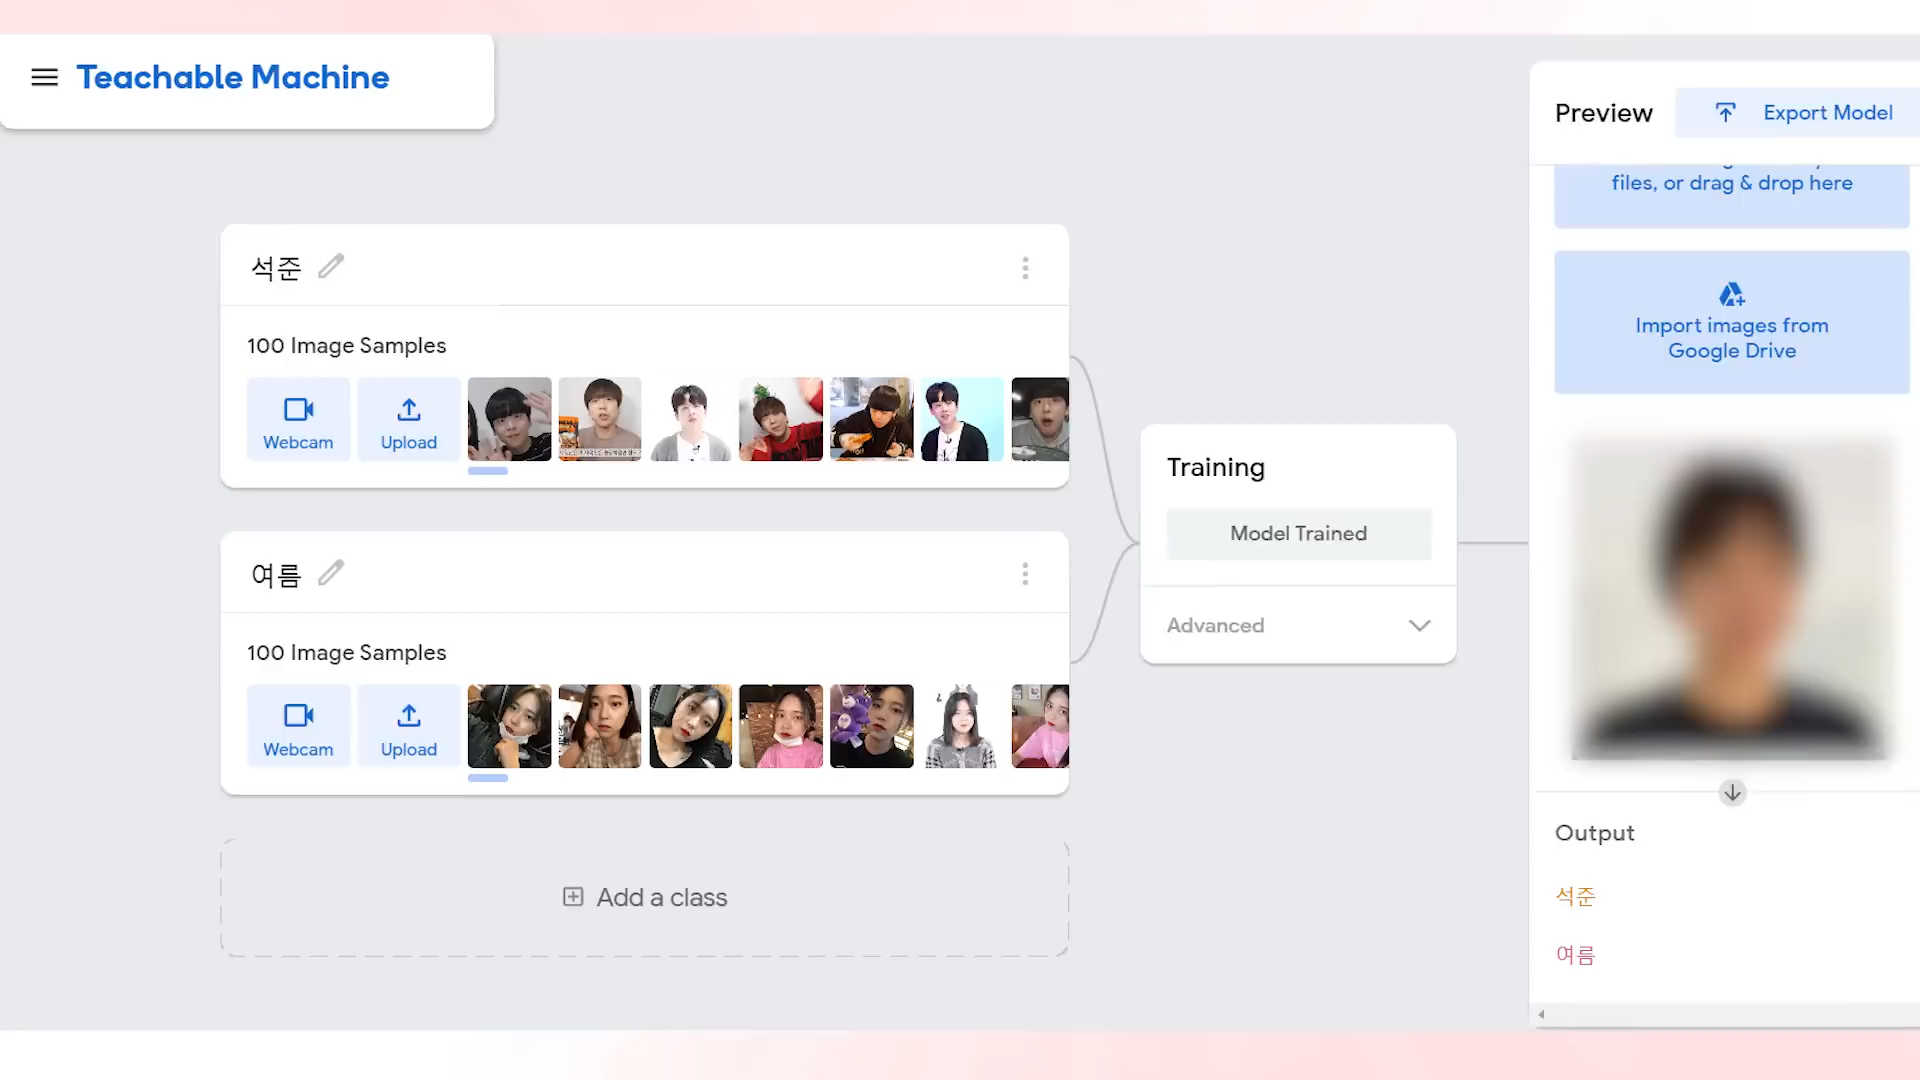 Teachable Machine
Preview
Export Model
files, or drag & drop here
Import images from
Google Drive
석준
100 Image Samples
Webcam
Upload
Training
Model Trained
Advanced
여름
100 Image Samples
Webcam
Upload
Add a class
Output
석준
여름